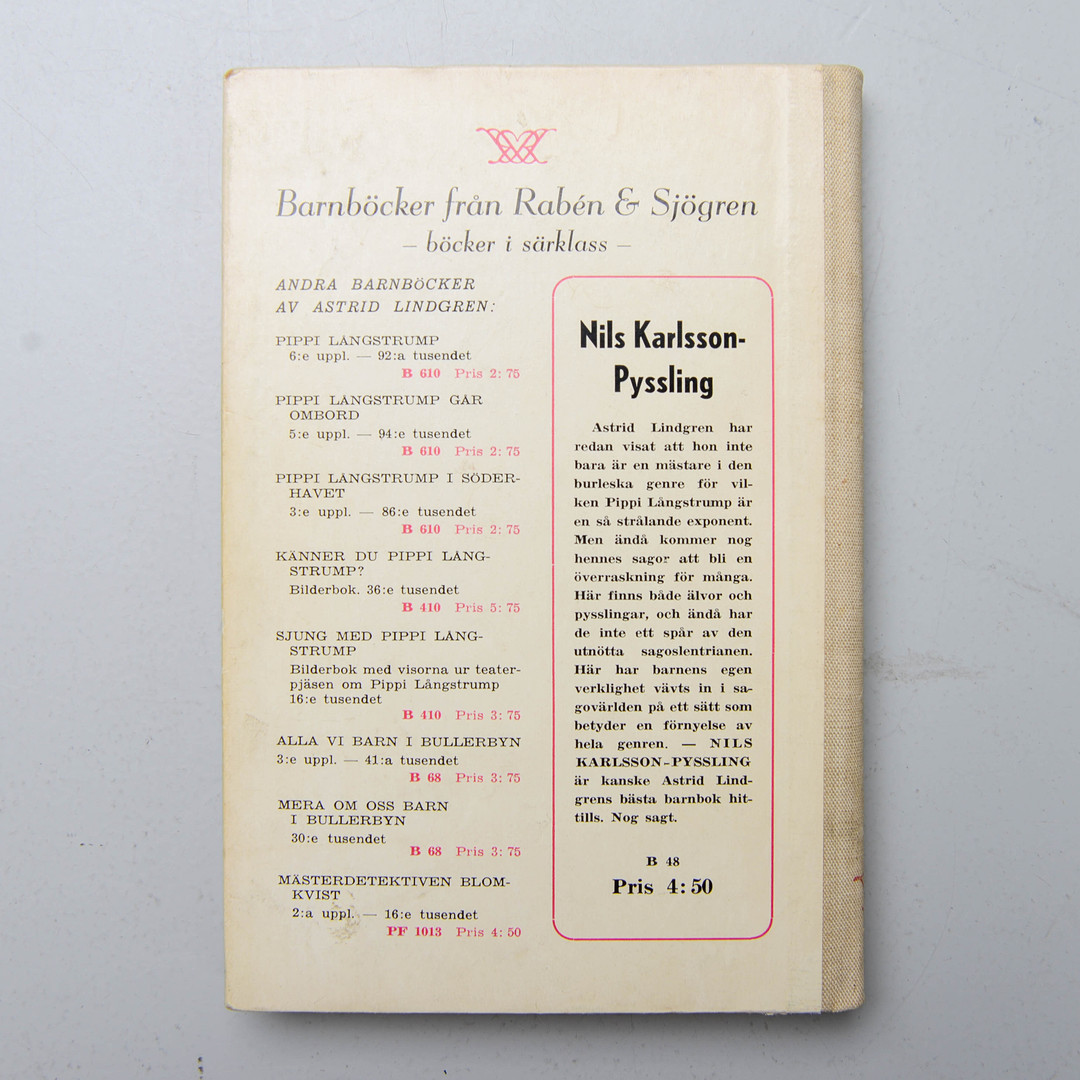 Barnböcker från Rabén & Sjögren
– böcker i särklass –
ANDRA BARNBÖCKER
AV ASTRID LINDGREN:
PIPPI LÅNGSTRUMP
6:e uppl. — 92:a tusendet
B 610 Pris 2: 75
PIPPI LÅNGSTRUMP GÅR
OMBORD
5:e uppl. — 94:e tusendet
B 610 Pris 2: 75
PIPPI LÅNGSTRUMP I SÖDER-
HAVET
3:e uppl. — 86:e tusendet
B 610 Pris 2: 75
KÄNNER DU PIPPI LÅNG-
STRUMP?
Bilderbok. 36:e tusendet
B 410 Pris 5: 75
SJUNG MED PIPPI LÅNG-
STRUMP
Bilderbok med visorna ur teater-
pjäsen om Pippi Långstrump
16:e tusendet
B 410 Pris 3: 75
ALLA VI BARN I BULLERBYN
3:e uppl. — 41:a tusendet
B 68 Pris 3: 75
MERA OM OSS BARN
I BULLERBYN
30:e tusendet
B 68 Pris 3: 75
MÄSTERDETEKTIVEN BLOM-
KVIST
2:a uppl. — 16:e tusendet
PF 1013 Pris 4: 50
Nils Karlsson-
Pyssling
Astrid Lindgren har
redan visat att hon inte
bara är en mästare i den
burleska genre för vil-
ken Pippi Långstrump är
en så strålande exponent.
Men ändå kommer nog
hennes sagor att bli en
överraskning för många.
Här finns både älvor och
pysslingar, och ändå har
de inte ett spår av den
utnötta sagoslentrianen.
Här har barnens egen
verklighet vävts in i sa-
govärlden på ett sätt som
betyder en förnyelse av
hela genren. — NILS
KARLSSON-PYSSLING
är kanske Astrid Lind-
grens bästa barnbok hit-
tills. Nog sagt.
B 48
Pris 4: 50